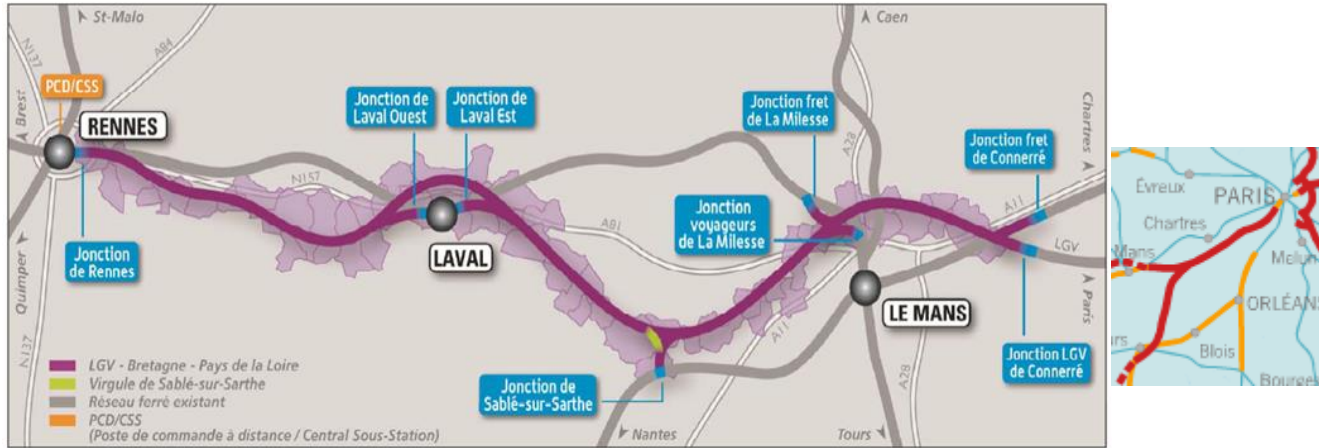 St-Malo
N137
A84
Caen
PCD/CSS
Brest
RENNES
Jonction de
Laval Ouest
Jonction de
Laval Est
Jonction fret
de La Milesse
A28
Chartres
Jonction fret
de Connerré
N157
A11
Jonction
de Rennes
LAVAL
A81
Jonction
voyageurs
de La Milesse
LGV
Quimper
LE MANS
Paris
N137
A11
Jonction LGV
de Connerré
LGV - Bretagne - Pays de la Loire
Virgule de Sablé-sur-Sarthe
Réseau ferré existant
PCD/CSS
(Poste de commande à distance / Central Sous-Station)
Jonction de
Sablé-sur-Sarthe
A28
Nantes
Tours
Évreux
PARIS
Chartres
Mans
Melun
ORLÉANS
urs
Blois
Bourges